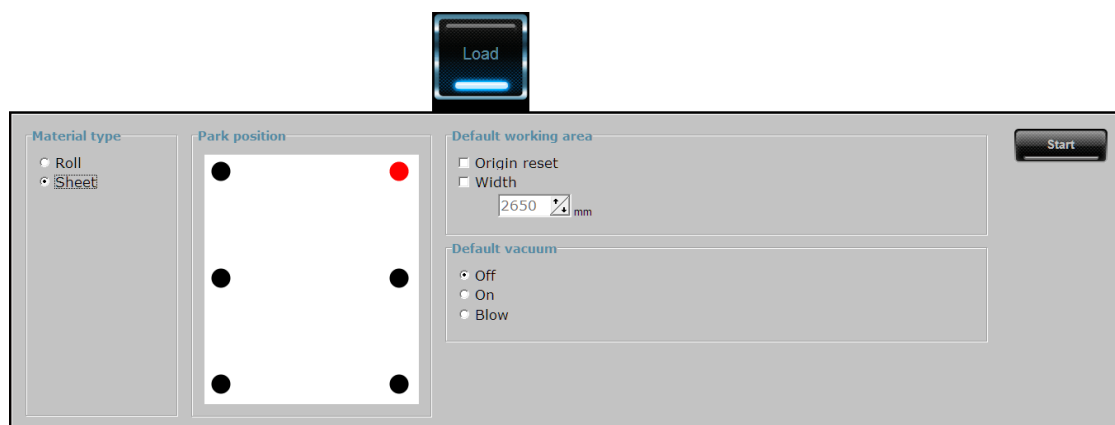 Load
Material type
Roll
Sheet
Park position
Default working area
Origin reset
Width
2650 mm
Default vacuum
Off
On
Blow
Start